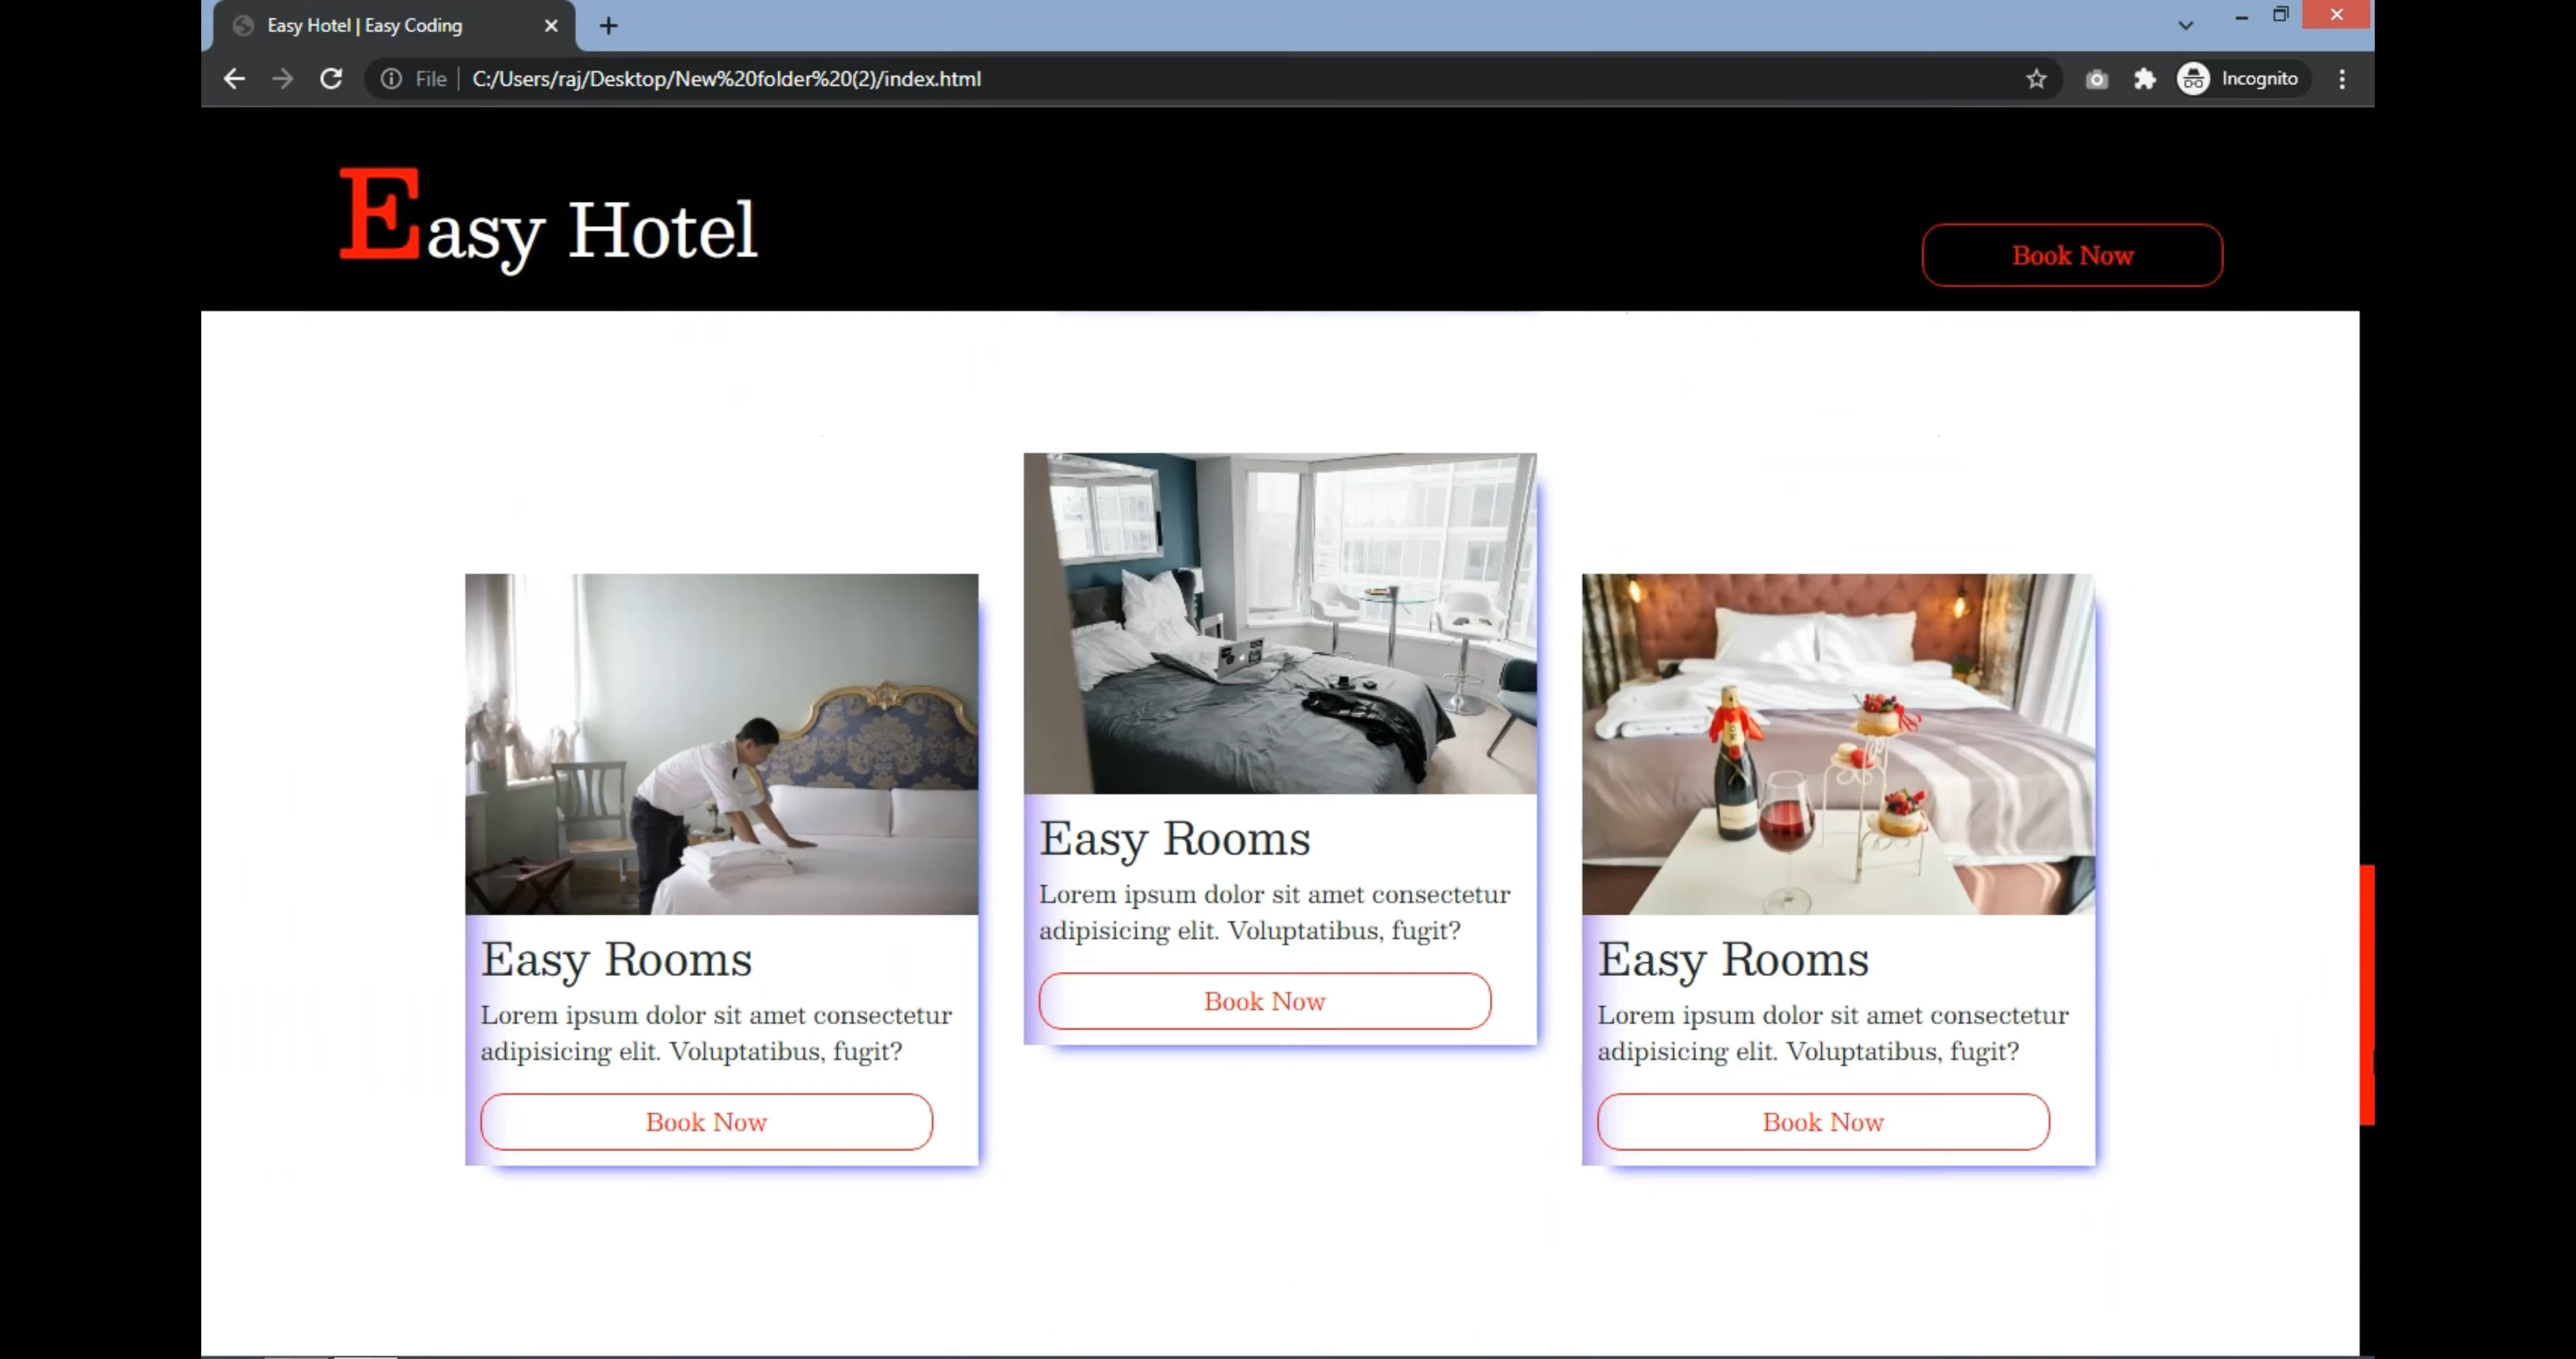 Easy Hotel | Easy Coding
File C:/Users/raj/Desktop/New%20folder%20(2)/index.html
Incognito
Easy Hotel
Book Now
Easy Rooms
Lorem ipsum dolor sit amet consectetur
adipisicing elit. Voluptatibus, fugit?
Book Now
Easy Rooms
Lorem ipsum dolor sit amet consectetur
adipisicing elit. Voluptatibus, fugit?
Book Now
Easy Rooms
Lorem ipsum dolor sit amet consectetur
adipisicing elit. Voluptatibus, fugit?
Book Now